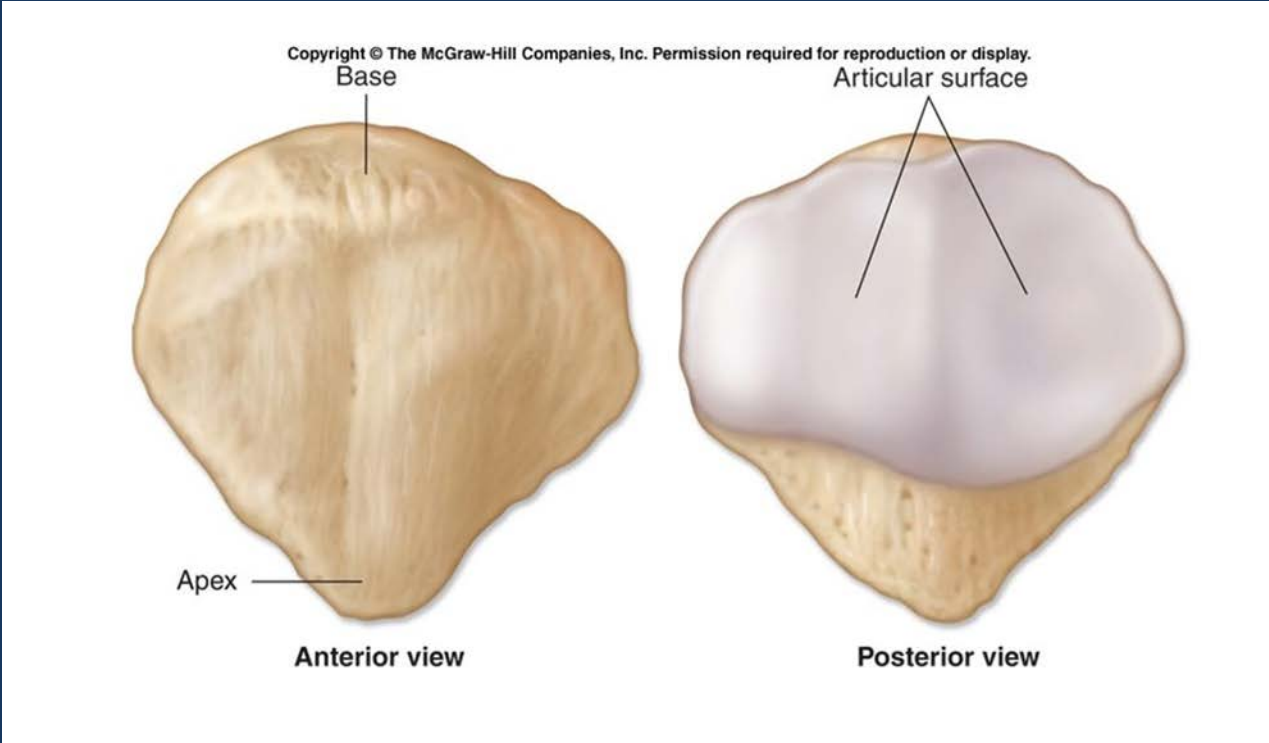 Copyright © The McGraw-Hill Companies, Inc. Permission required for reproduction or display.
Base
Articular surface
Apex
Anterior view
Posterior view